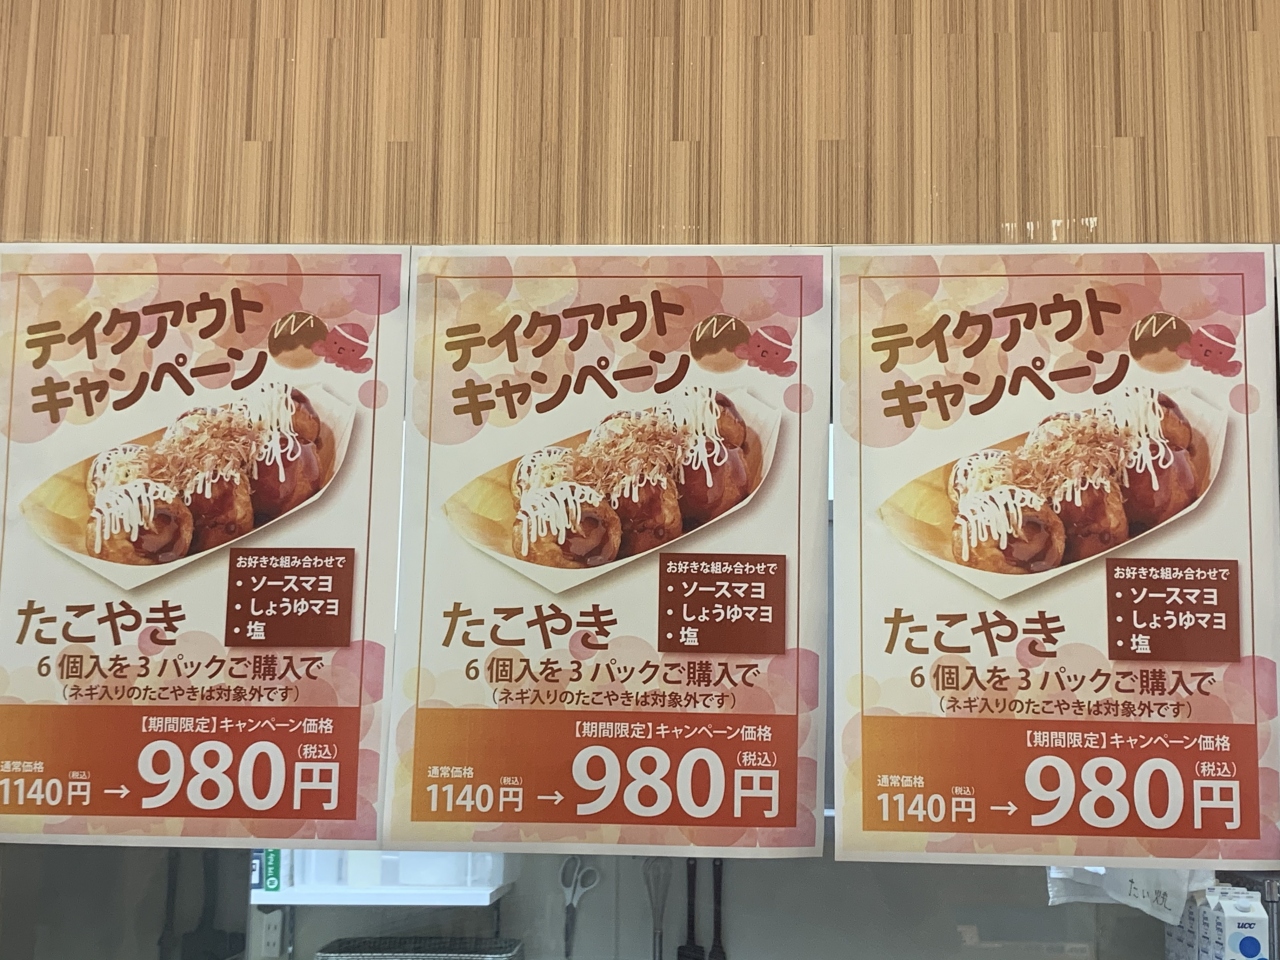 テイクアウト
キャンペーン
お好きな組み合わせで
・ソースマヨ
・しょうゆマヨ
・塩
たこやき
6個入を3パックご購入で
(ネギ入りのたこやきは対象外です)
【期間限定】キャンペーン価格
通常価格
1140円(税込)→980円(税込)
テイクアウト
キャンペーン
お好きな組み合わせで
・ソースマヨ
・しょうゆマヨ
・塩
たこやき
6個入を3パックご購入で
(ネギ入りのたこやきは対象外です)
【期間限定】キャンペーン価格
通常価格
1140円(税込)→980円(税込)
テイクアウト
キャンペーン
お好きな組み合わせで
・ソースマヨ
・しょうゆマヨ
・塩
たこやき
6個入を3パックご購入で
(ネギ入りのたこやきは対象外です)
【期間限定】キャンペーン価格
通常価格
1140円(税込)→980円(税込)
UCC